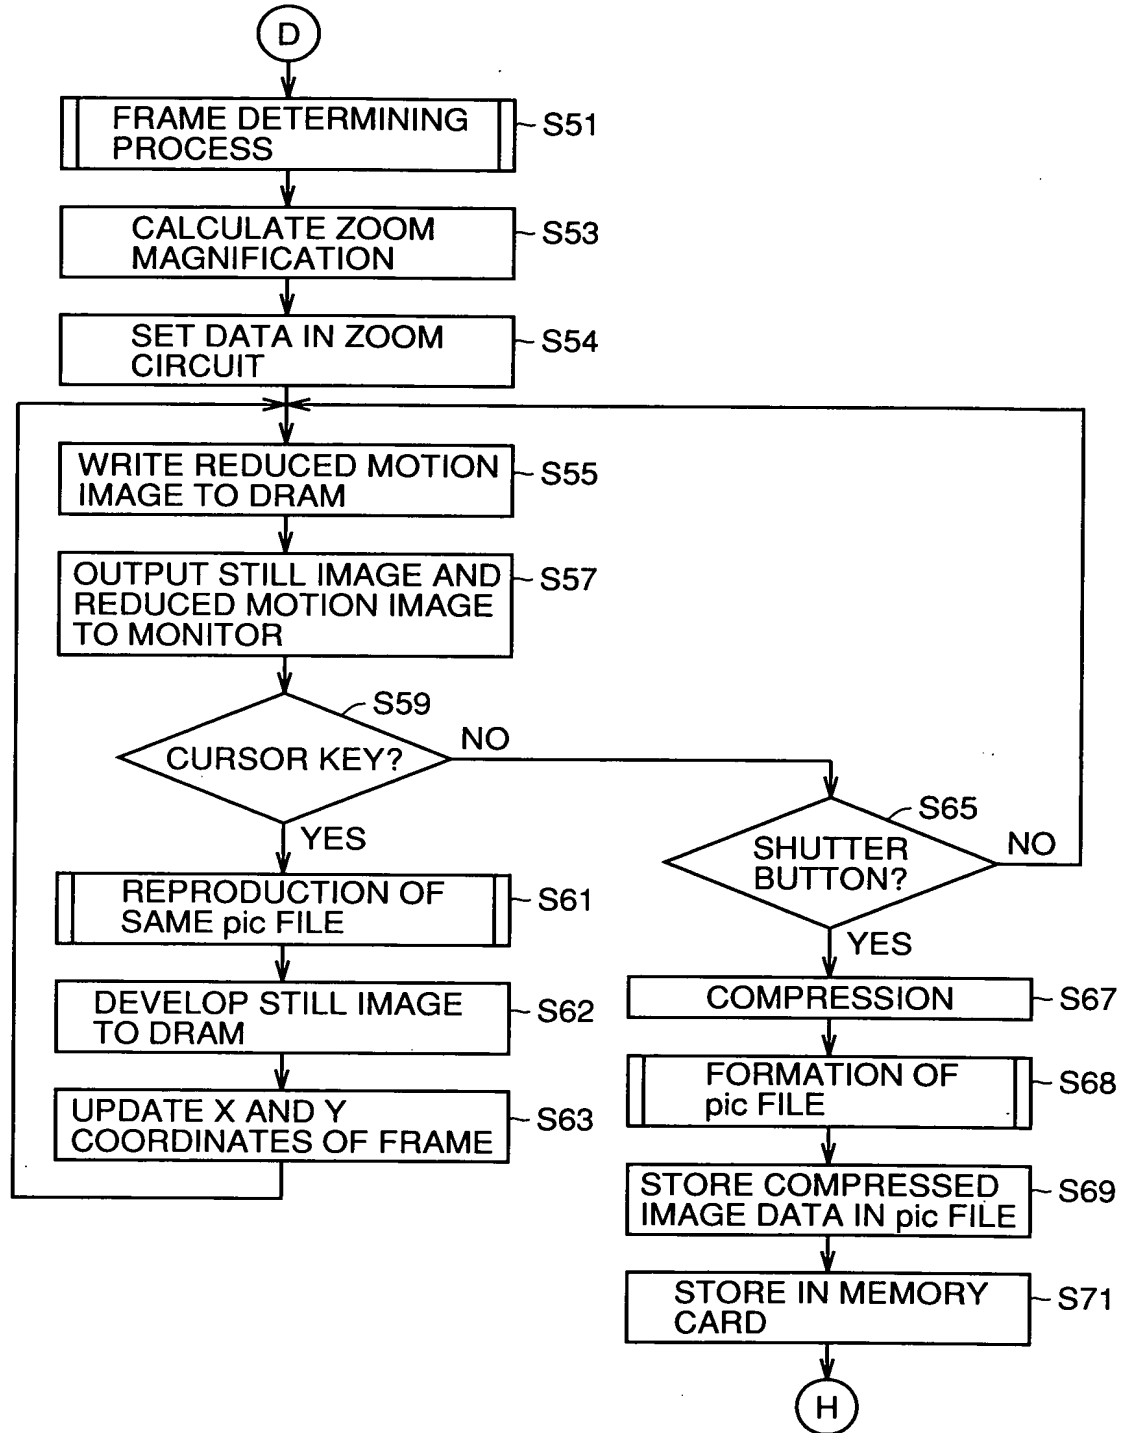 D
FRAME DETERMINING
PROCESS
S51
CALCULATE ZOOM
MAGNIFICATION
S53
SET DATA IN ZOOM
CIRCUIT
S54
WRITE REDUCED MOTION
IMAGE TO DRAM
S55
OUTPUT STILL IMAGE AND
REDUCED MOTION IMAGE
TO MONITOR
S57
S59
CURSOR KEY?
NO
YES
S65
SHUTTER
BUTTON?
NO
YES
REPRODUCTION OF
SAME pic FILE
S61
DEVELOP STILL IMAGE
TO DRAM
S62
UPDATE X AND Y
COORDINATES OF FRAME
S63
COMPRESSION
S67
FORMATION OF
pic FILE
S68
STORE COMPRESSED
IMAGE DATA IN pic FILE
S69
STORE IN MEMORY
CARD
S71
H